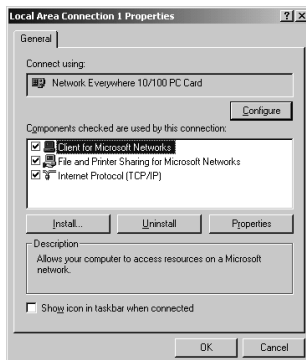 Local Area Connection 1 Properties
General
Connect using:
Network Everywhere 10/100 PC Card
Configure
Components checked are used by this connection:
Client for Microsoft Networks
File and Printer Sharing for Microsoft Networks
Internet Protocol (TCP/IP)
Install... Uninstall Properties
Description
Allows your computer to access resources on a Microsoft
network.
Show icon in taskbar when connected
OK Cancel